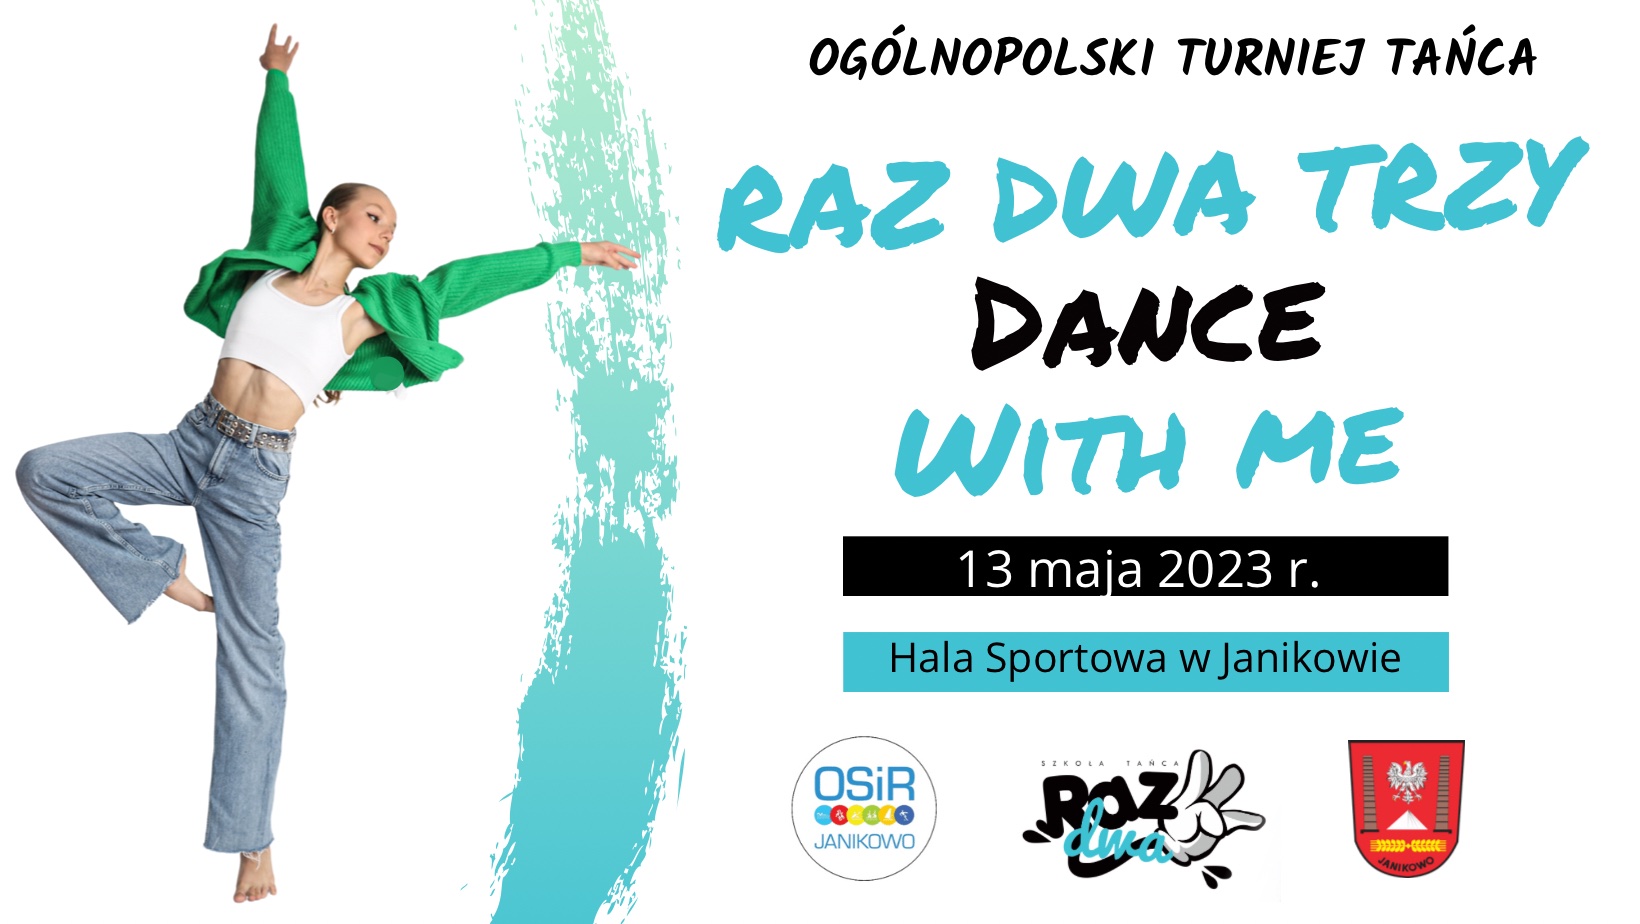 OGÓLNOPOLSKI TURNIEJ TAŃCA
RAZ DWA TRZY
DANCE
WITH ME
13 maja 2023 r.
Hala Sportowa w Janikowie
OSiR
JANIKOWO
SZKOŁA TAŃCA
RAZ
dwa
JANIKOWO